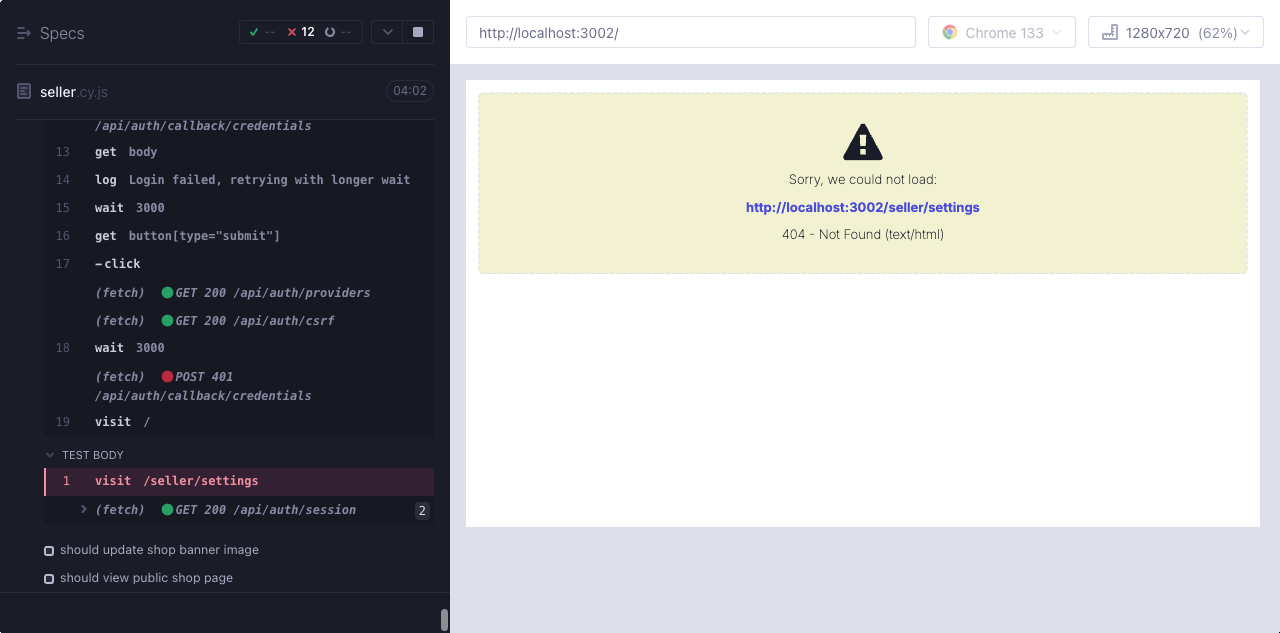 Specs
-- 12 --
http://localhost:3002/
Chrome 133
1280x720 (62%)
seller.cy.js
04:02
/api/auth/callback/credentials
13 get body
14 log Login failed, retrying with longer wait
15 wait 3000
16 get button[type="submit"]
17 -click
(fetch) GET 200 /api/auth/providers
(fetch) GET 200 /api/auth/csrf
18 wait 3000
(fetch) POST 401
/api/auth/callback/credentials
19 visit /
TEST BODY
1 visit /seller/settings
(fetch) GET 200 /api/auth/session 2
should update shop banner image
should view public shop page
Sorry, we could not load:
http://localhost:3002/seller/settings
404 - Not Found (text/html)